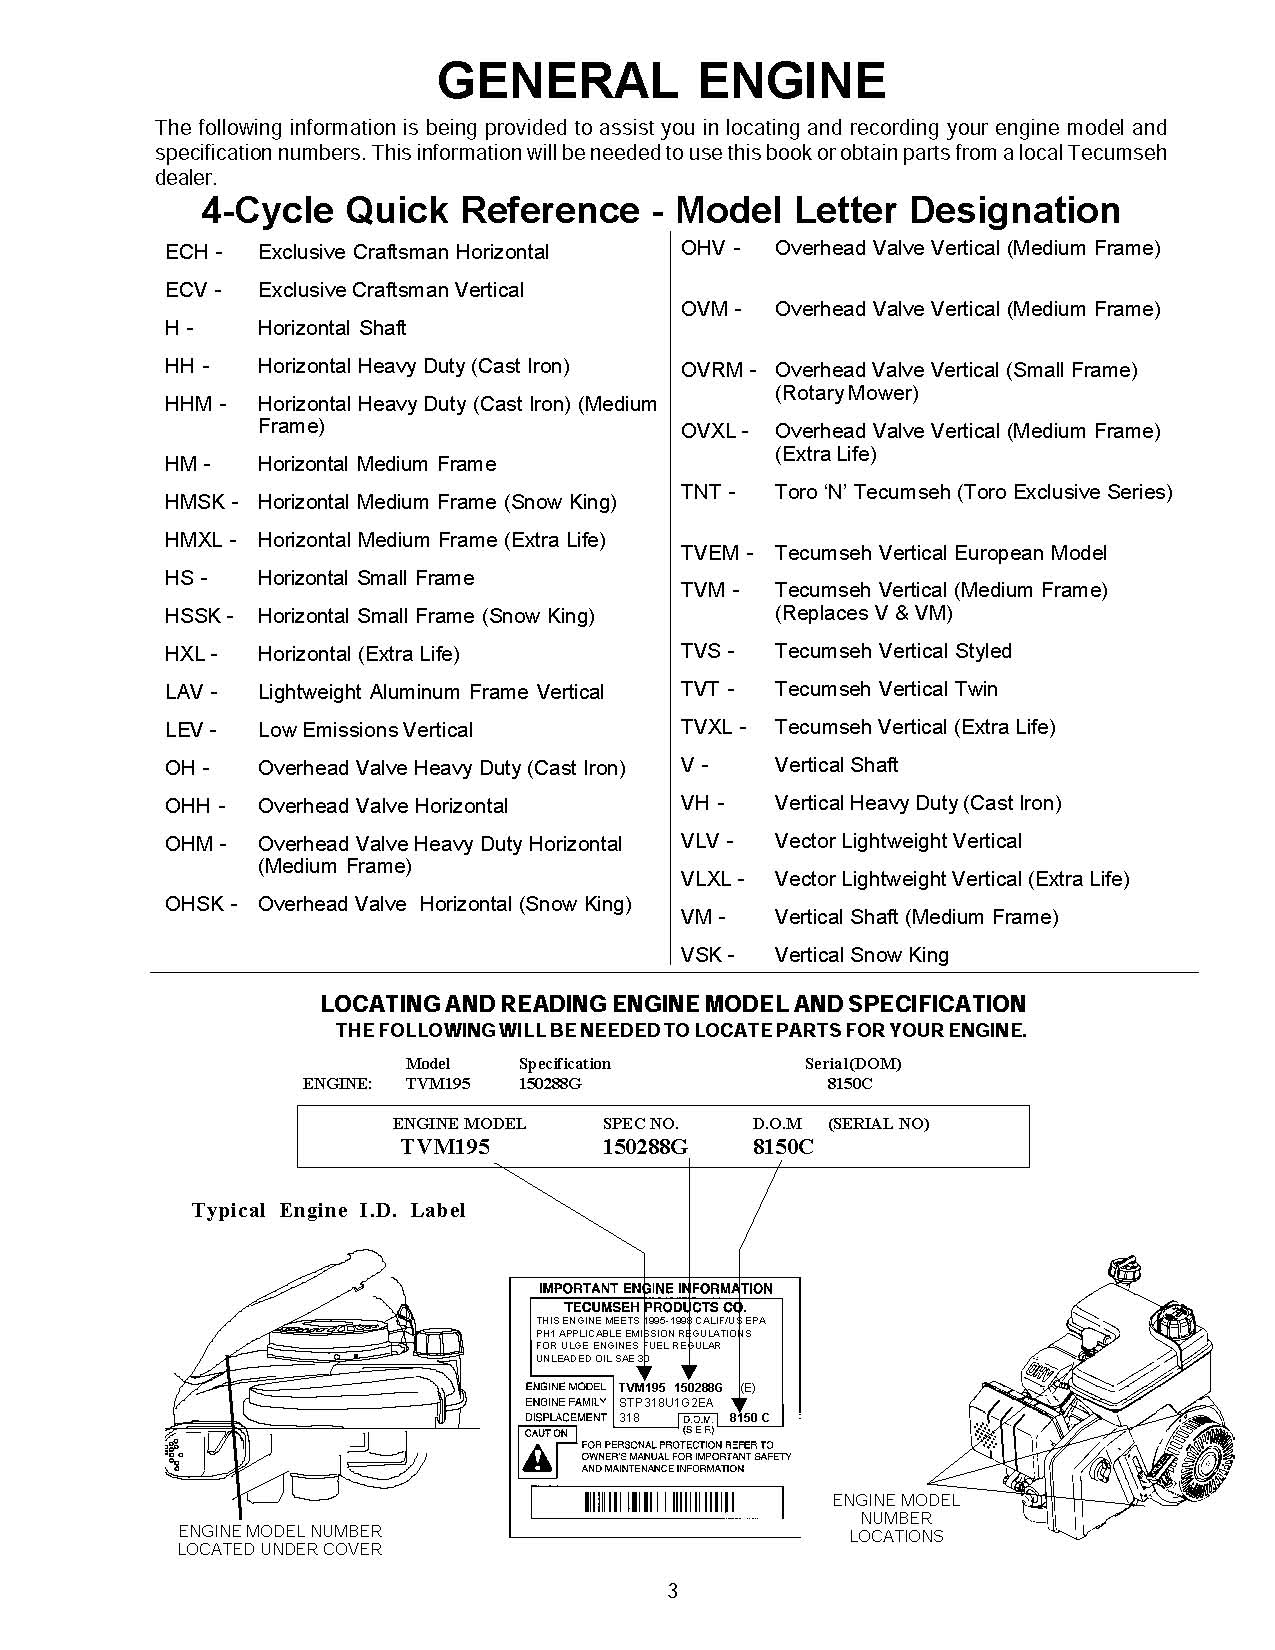 GENERAL ENGINE
The following information is being provided to assist you in locating and recording your engine model and
specification numbers. This information will be needed to use this book or obtain parts from a local Tecumseh
dealer.
4-Cycle Quick Reference - Model Letter Designation
ECH - Exclusive Craftsman Horizontal
ECV - Exclusive Craftsman Vertical
H - Horizontal Shaft
HH - Horizontal Heavy Duty (Cast Iron)
HHM - Horizontal Heavy Duty (Cast Iron) (Medium
Frame)
HM - Horizontal Medium Frame
HMSK - Horizontal Medium Frame (Snow King)
HMXL - Horizontal Medium Frame (Extra Life)
HS - Horizontal Small Frame
HSSK - Horizontal Small Frame (Snow King)
HXL - Horizontal (Extra Life)
LAV - Lightweight Aluminum Frame Vertical
LEV - Low Emissions Vertical
OH - Overhead Valve Heavy Duty (Cast Iron)
OHH - Overhead Valve Horizontal
OHM - Overhead Valve Heavy Duty Horizontal
(Medium Frame)
OHSK - Overhead Valve Horizontal (Snow King)
OHV - Overhead Valve Vertical (Medium Frame)
OVM - Overhead Valve Vertical (Medium Frame)
OVRM - Overhead Valve Vertical (Small Frame)
(Rotary Mower)
OVXL - Overhead Valve Vertical (Medium Frame)
(Extra Life)
TNT - Toro ‘N’ Tecumseh (Toro Exclusive Series)
TVEM - Tecumseh Vertical European Model
TVM - Tecumseh Vertical (Medium Frame)
(Replaces V & VM)
TVS - Tecumseh Vertical Styled
TVT - Tecumseh Vertical Twin
TVXL - Tecumseh Vertical (Extra Life)
V - Vertical Shaft
VH - Vertical Heavy Duty (Cast Iron)
VLV - Vector Lightweight Vertical
VLXL - Vector Lightweight Vertical (Extra Life)
VM - Vertical Shaft (Medium Frame)
VSK - Vertical Snow King
LOCATING AND READING ENGINE MODEL AND SPECIFICATION
THE FOLLOWING WILL BE NEEDED TO LOCATE PARTS FOR YOUR ENGINE.
Model Specification Serial(DOM)
ENGINE: TVM195 150288G 8150C
ENGINE MODEL SPEC NO. D.O.M (SERIAL NO)
TVM195 150288G 8150C
Typical Engine I.D. Label
IMPORTANT ENGINE INFORMATION
TECUMSEH PRODUCTS CO.
THIS ENGINE MEETS 1995-1998 CALIF/US EPA
PH1 APPLICABLE EMISSION REGULATIONS
FOR ULGE ENGINES FUEL REGULAR
UNLEADED OIL SAE 30
ENGINE MODEL TVM195 150288G (E)
ENGINE FAMILY STP318U1G2EA
DISPLACEMENT 318 D.O.M. 8150 C
(S E R)
CAUTION
FOR PERSONAL PROTECTION REFER TO
OWNER'S MANUAL FOR IMPORTANT SAFETY
AND MAINTENANCE INFORMATION
OHV
ENGINE MODEL NUMBER
LOCATED UNDER COVER
ENGINE MODEL
NUMBER
LOCATIONS
3